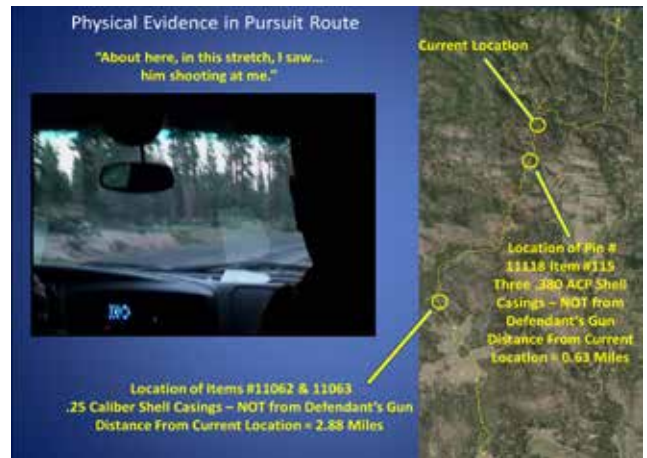 Physical Evidence in Pursuit Route
"About here, in this stretch, I saw...
him shooting at me."
Current Location
Location of Pin #
11118 Item #115
Three .380 ACP Shell
Casings – NOT from
Defendant's Gun
Distance From Current
Location = 0.63 Miles
Location of Items #11062 & 11063
.25 Caliber Shell Casings – NOT from Defendant's Gun
Distance From Current Location = 2.88 Miles